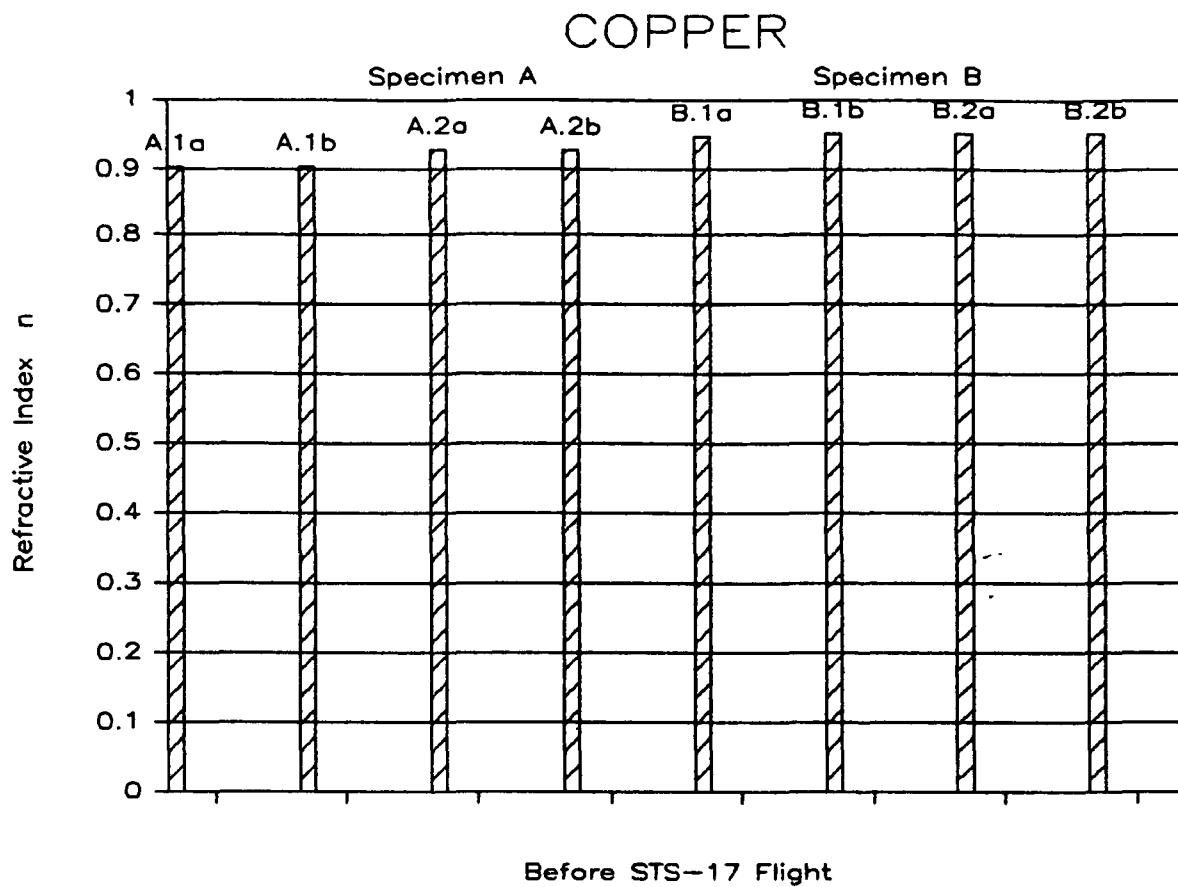 COPPER
Specimen A Specimen B
A.1a A.1b A.2a A.2b B.1a B.1b B.2a B.2b
1
0.9
0.8
0.7
0.6
0.5
0.4
0.3
0.2
0.1
0
Refractive Index n
Before STS-17 Flight